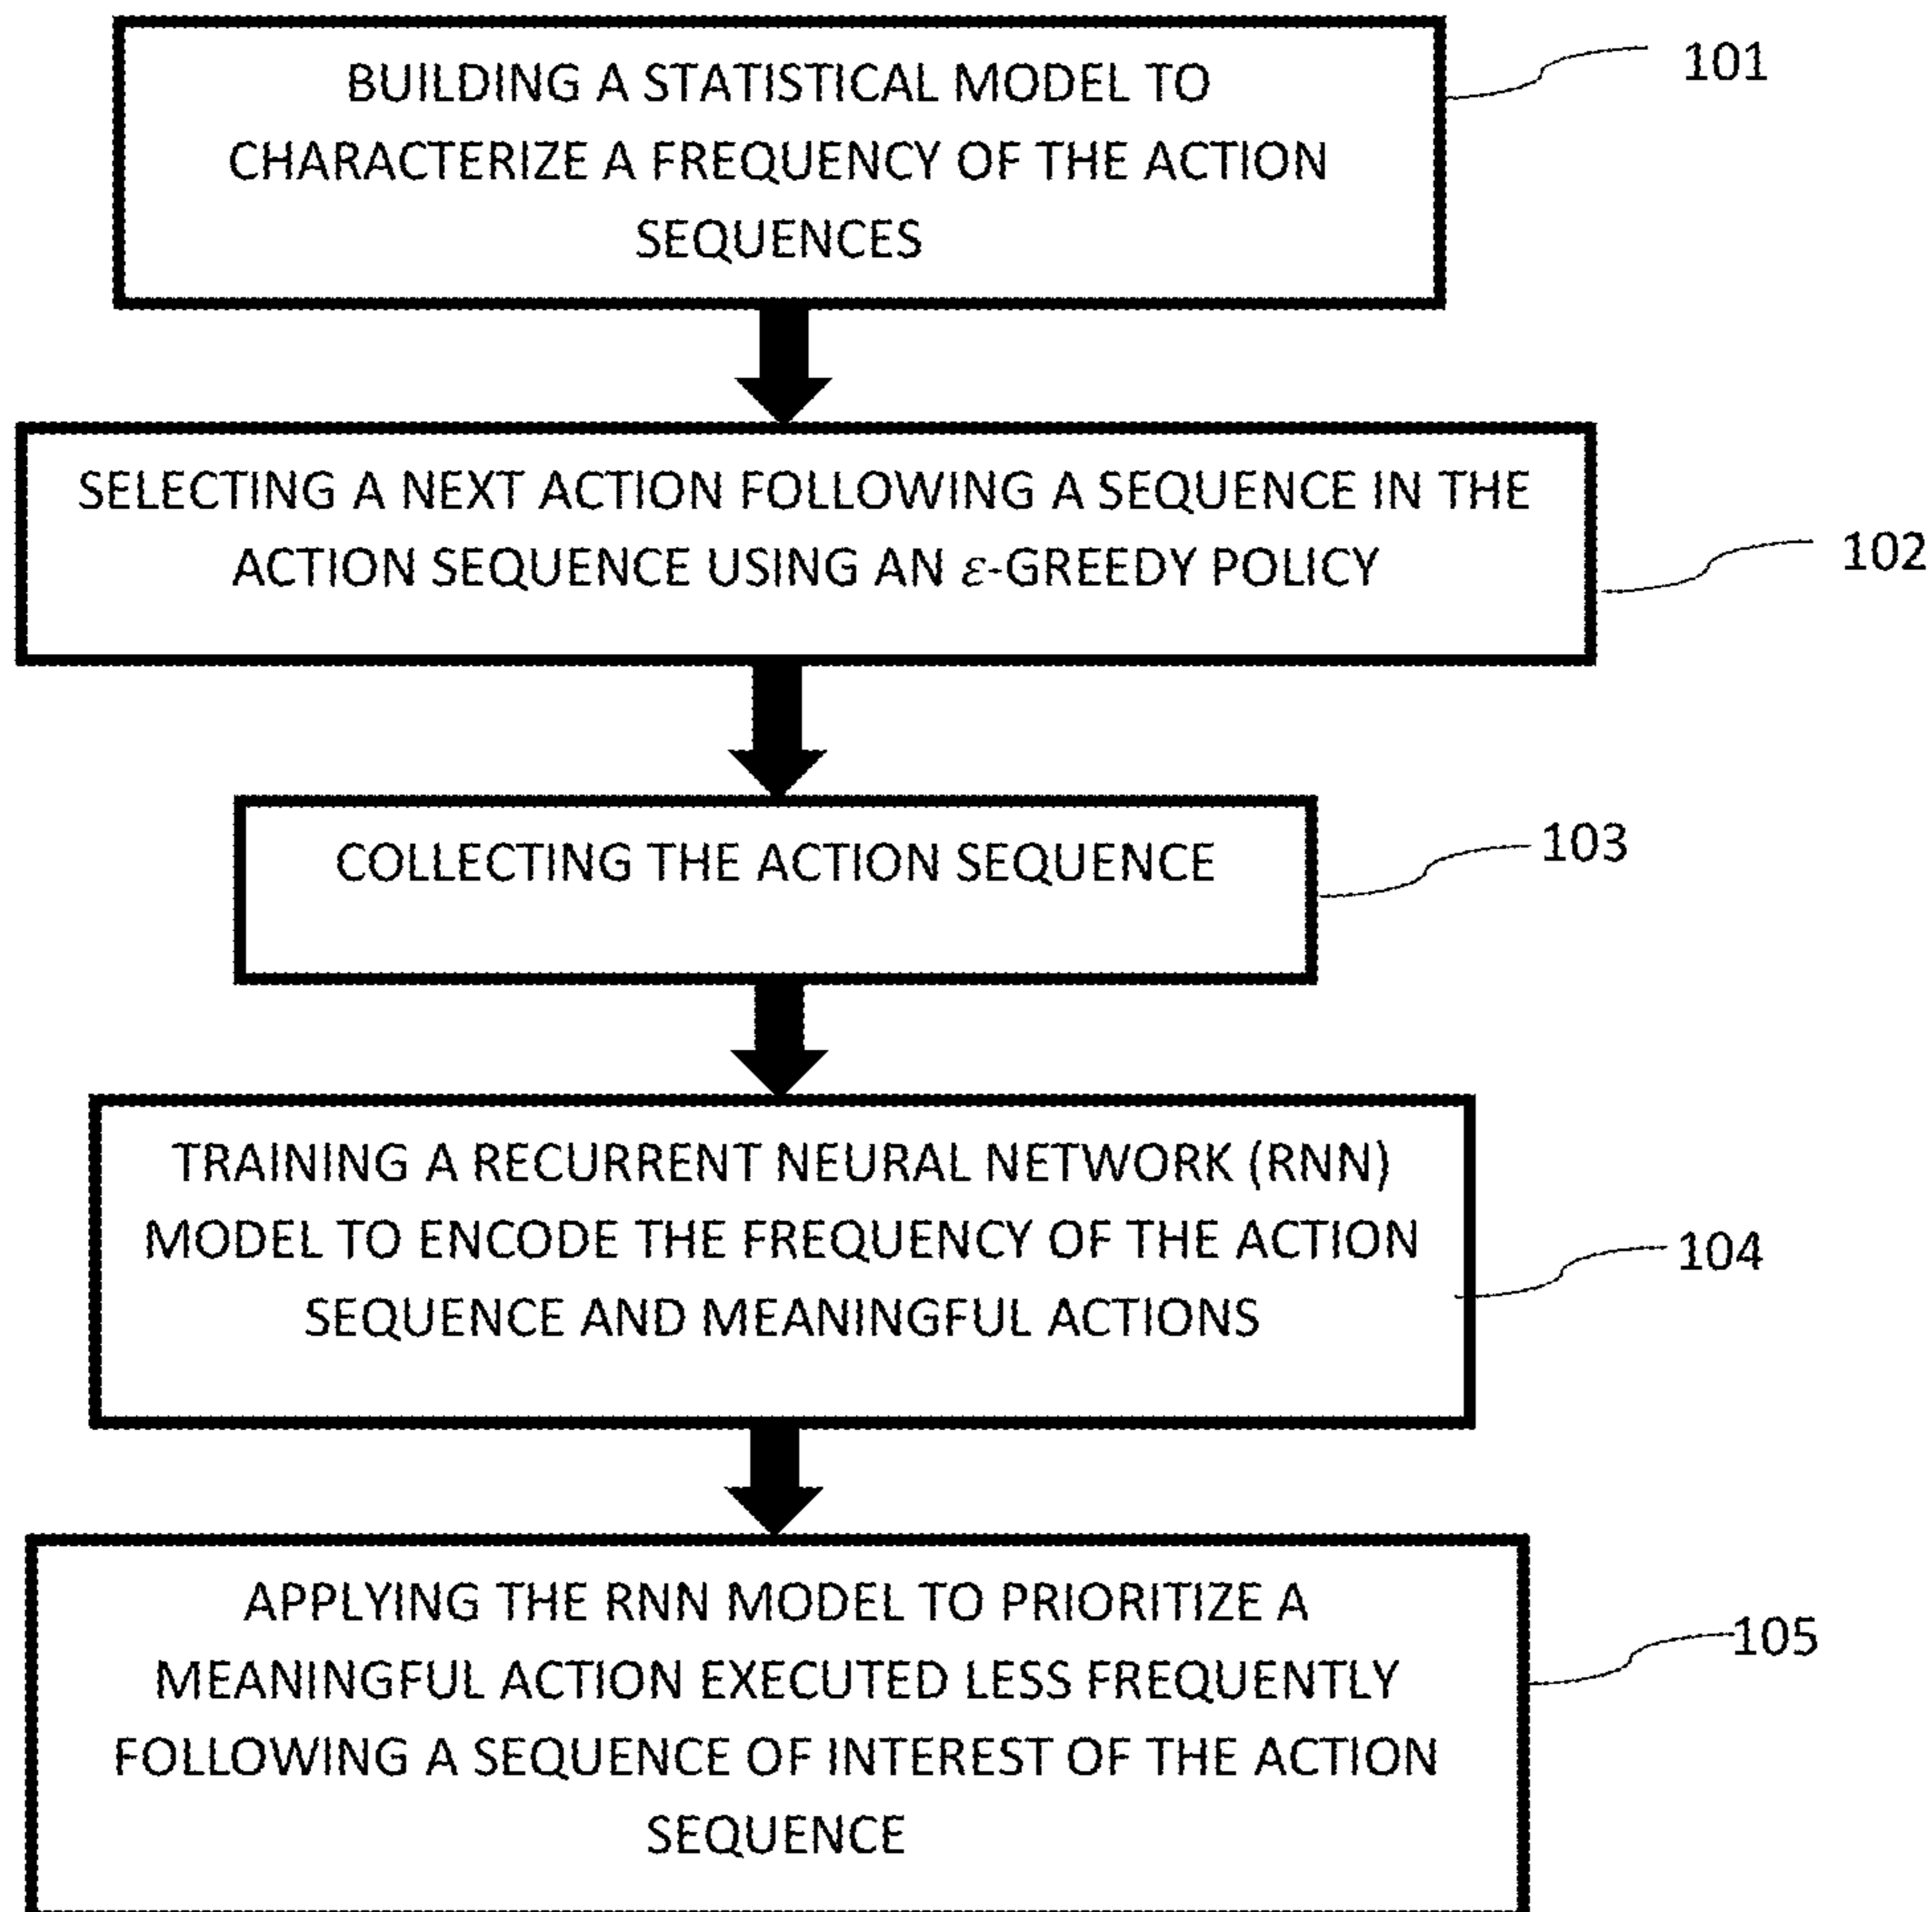 BUILDING A STATISTICAL MODEL TO
CHARACTERIZE A FREQUENCY OF THE ACTION
SEQUENCES
101
SELECTING A NEXT ACTION FOLLOWING A SEQUENCE IN THE
ACTION SEQUENCE USING AN ε-GREEDY POLICY
102
COLLECTING THE ACTION SEQUENCE
103
TRAINING A RECURRENT NEURAL NETWORK (RNN)
MODEL TO ENCODE THE FREQUENCY OF THE ACTION
SEQUENCE AND MEANINGFUL ACTIONS
104
APPLYING THE RNN MODEL TO PRIORITIZE A
MEANINGFUL ACTION EXECUTED LESS FREQUENTLY
FOLLOWING A SEQUENCE OF INTEREST OF THE ACTION
SEQUENCE
105